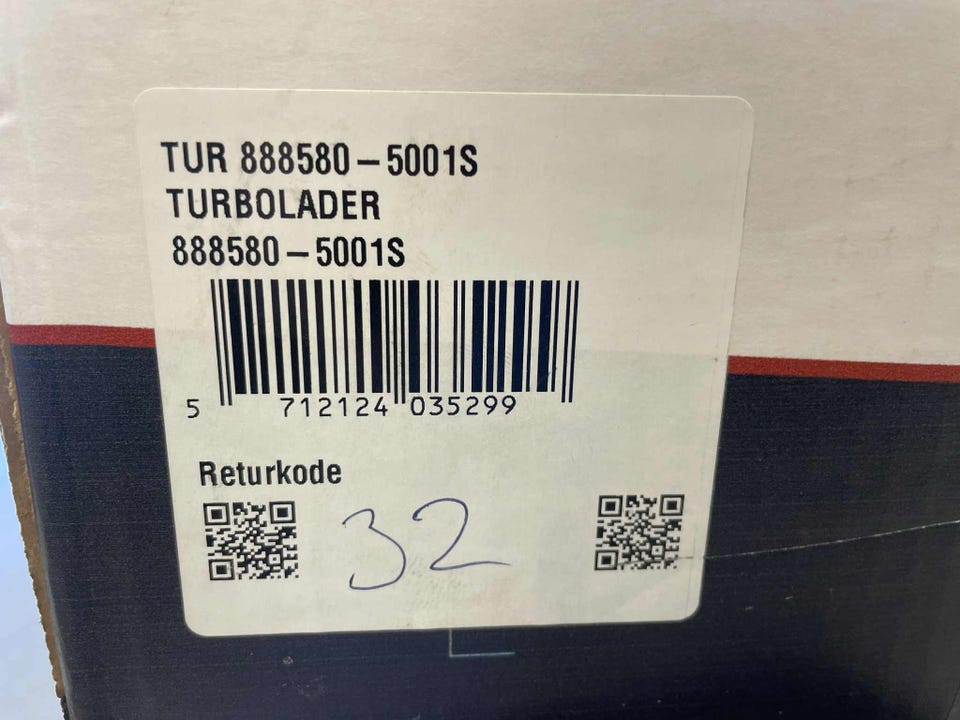 TUR 888580-5001S
TURBOLADER
888580-5001S
5 712124 035299
Returkode
32